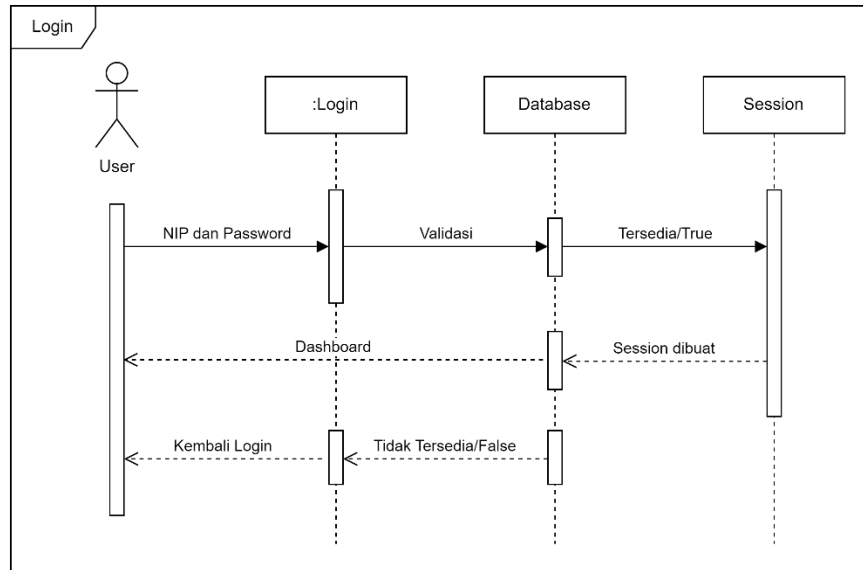 Login
User
:Login
Database
Session
NIP dan Password
Validasi
Tersedia/True
Dashboard
Session dibuat
Kembali Login
Tidak Tersedia/False